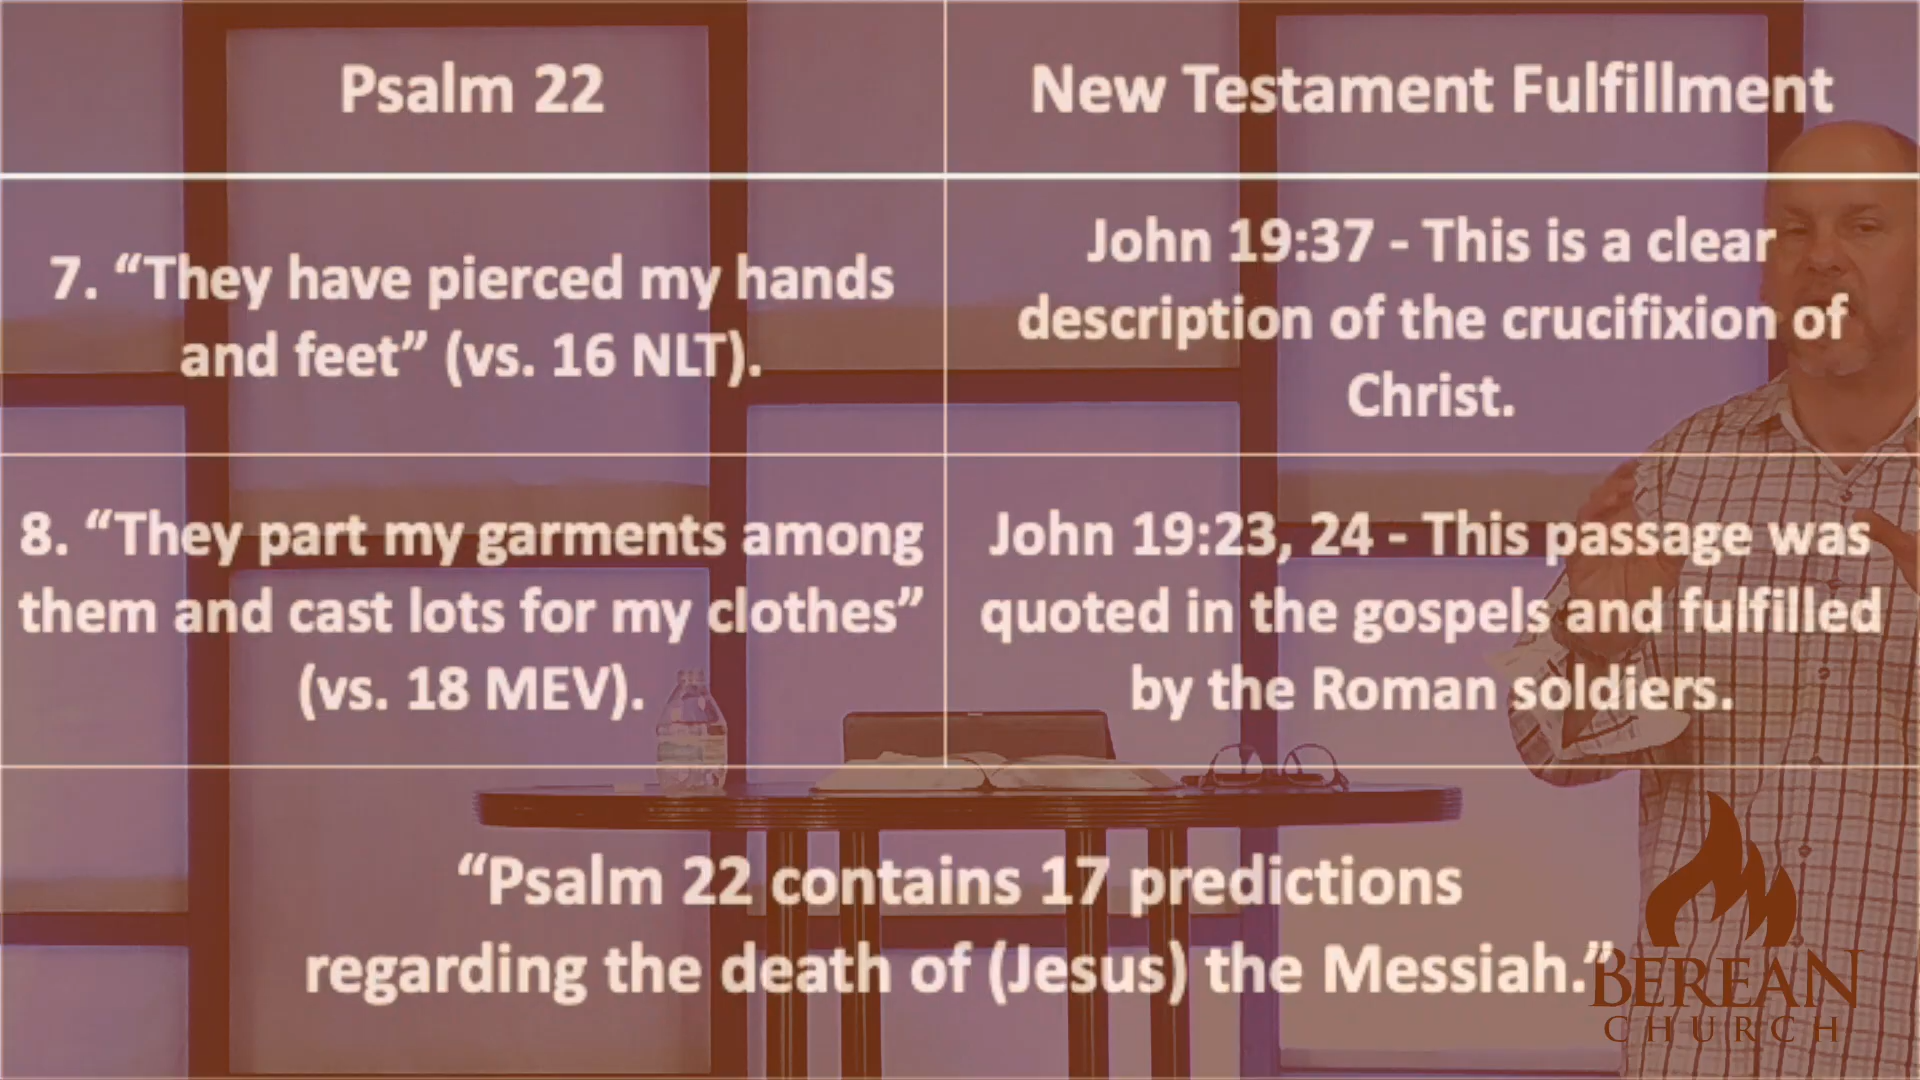 Psalm 22
New Testament Fulfillment
7. “They have pierced my hands
and feet” (vs. 16 NLT).
John 19:37 - This is a clear
description of the crucifixion of
Christ.
8. “They part my garments among
them and cast lots for my clothes”
(vs. 18 MEV).
John 19:23, 24 - This passage was
quoted in the gospels and fulfilled
by the Roman soldiers.
“Psalm 22 contains 17 predictions
regarding the death of (Jesus) the Messiah.”
BEREAN
CHURCH